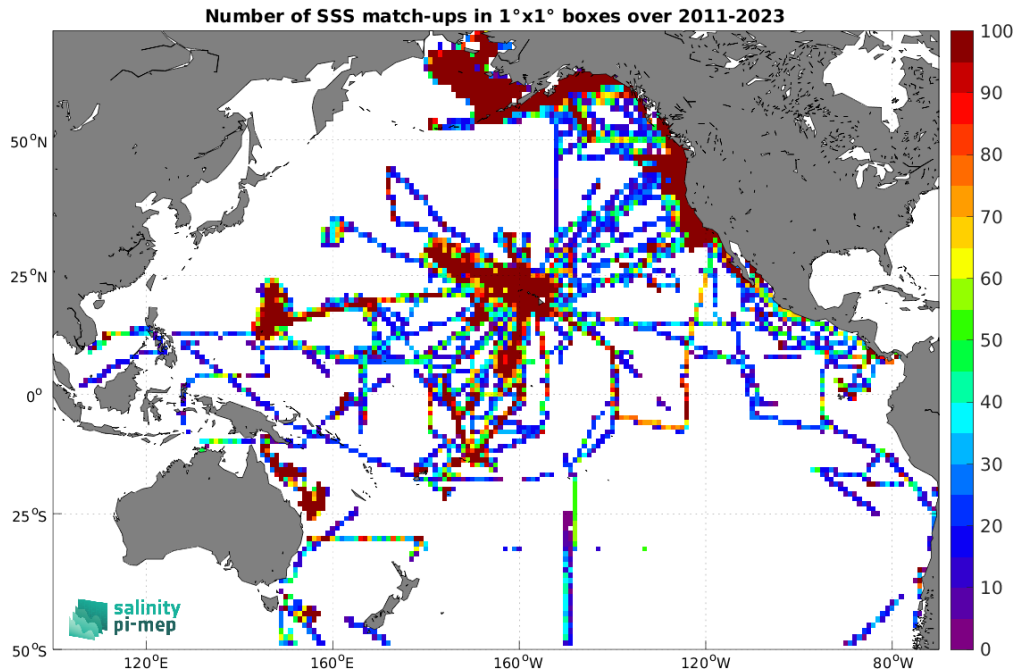 Number of SSS match-ups in 1°x1° boxes over 2011-2023
100
90
80
70
60
50
40
30
20
10
0
50°N
25°N
0°
25°S
50°S
120°E
160°E
160°W
120°W
80°W
salinity
pi-mep